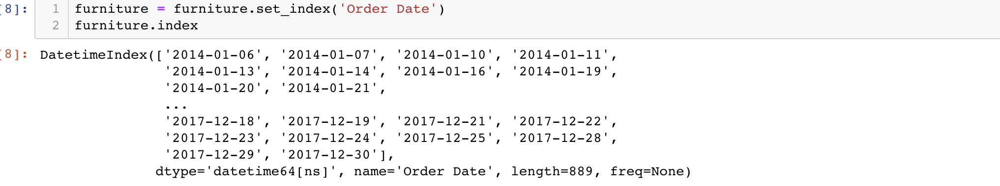 [8]: 1 furniture = furniture.set_index('Order Date')
2 furniture.index
[8]: DatetimeIndex(['2014-01-06', '2014-01-07', '2014-01-10', '2014-01-11',
'2014-01-13', '2014-01-14', '2014-01-16', '2014-01-19',
'2014-01-20', '2014-01-21',
...
'2017-12-18', '2017-12-19', '2017-12-21', '2017-12-22',
'2017-12-23', '2017-12-24', '2017-12-25', '2017-12-28',
'2017-12-29', '2017-12-30'],
dtype='datetime64[ns]', name='Order Date', length=889, freq=None)